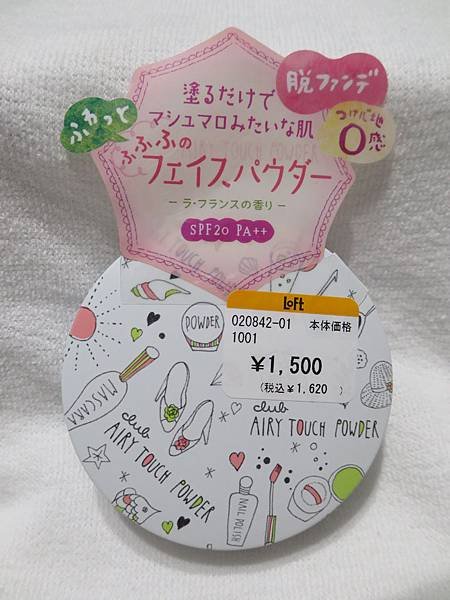 脱ファンデ
塗るだけで
マシュマロみたいな肌
ふわっと
つけ心地
0感
ふふふの
フェイスパウダー
ーラ・フランスの香りー
SPF20 PA++
LOFT
020842-01 本体価格
1001
¥1,500
(税込¥1,620 )
POWDER
MASCARA
club
AIRY TOUCH POWDER
club
AIRY TOUCH POWDER
NAIL POLISH